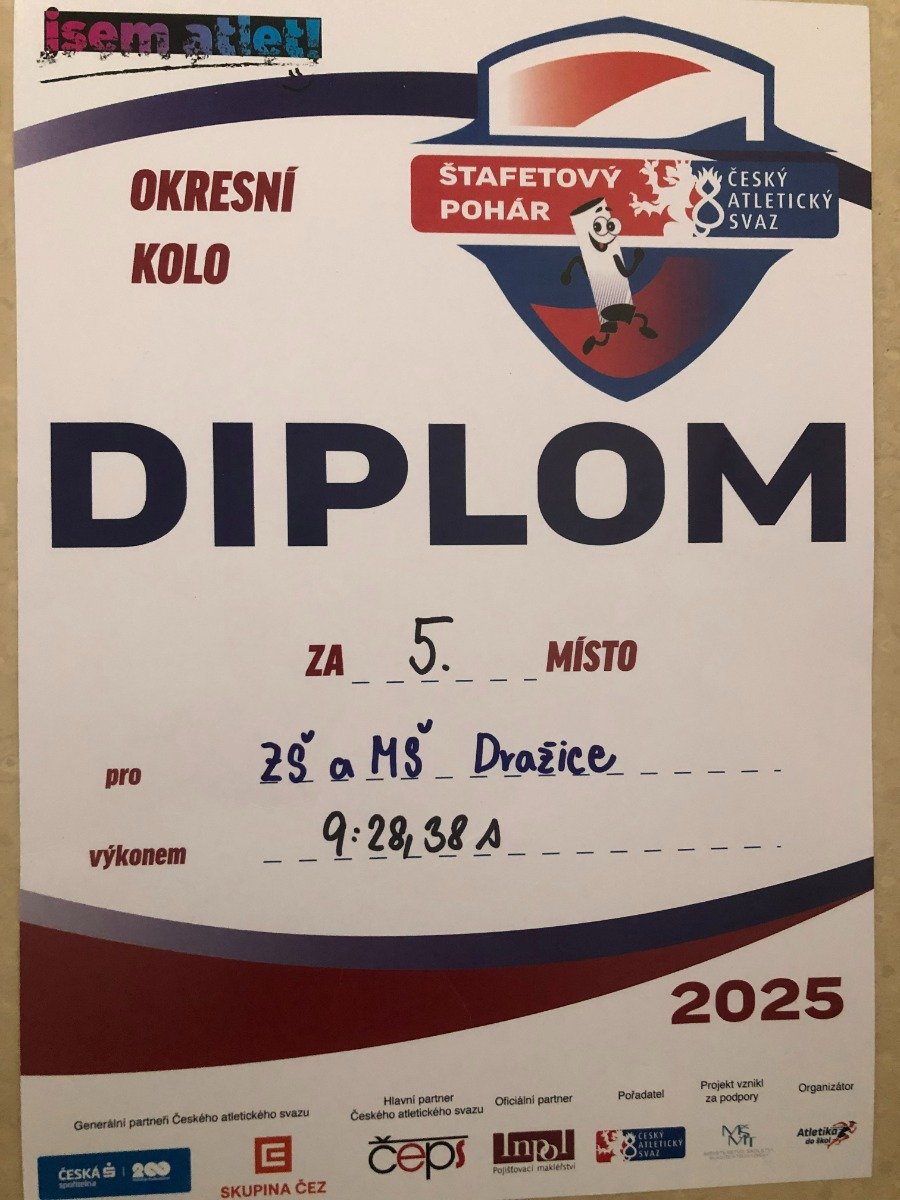 jsem atlet!
OKRESNÍ
KOLO
ŠTAFETOVÝ
POHÁR
ČESKÝ
ATLETICKÝ
SVAZ
DIPLOM
ZA 5. MÍSTO
pro ZŠ a MŠ Dražice
výkonem 9:28,38 s
2025
Generální partneři Českého atletického svazu
Hlavní partner
Českého atletického svazu
Oficiální partner
Pořadatel
Projekt vznikl
za podpory
Organizátor
ČESKÁ
spořitelna
200
SKUPINA ČEZ
čeps
Inpol
Pojišťovací makléřství
ČESKÝ
ATLETICKÝ
SVAZ
MŠMT
Atletika
do škol